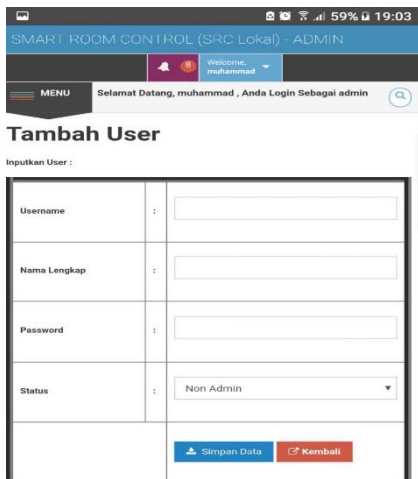 59% 19:03
SMART ROOM CONTROL (SRC Lokal) - ADMIN
8
Welcome,
muhammad
MENU
Selamat Datang, muhammad , Anda Login Sebagai admin
Tambah User
Inputkan User :
Username :
Nama Lengkap :
Password :
Status : Non Admin
Simpan Data Kembali